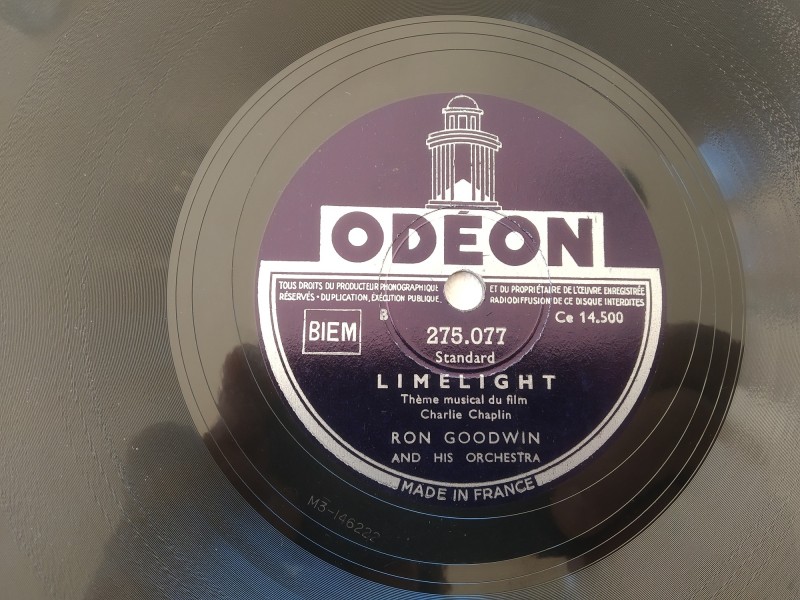 ODÉON
TOUS DROITS DU PRODUCTEUR PHONOGRAPHIQUE ET DU PROPRIÉTAIRE DE L'ŒUVRE ENREGISTRÉE
RÉSERVÉS • DUPLICATION, EXÉCUTION PUBLIQUE, RADIODIFFUSION DE CE DISQUE INTERDITES
B
BIEM
Ce 14.500
275.077
Standard
LIMELIGHT
Thème musical du film
Charlie Chaplin
RON GOODWIN
AND HIS ORCHESTRA
MADE IN FRANCE
M3-146222